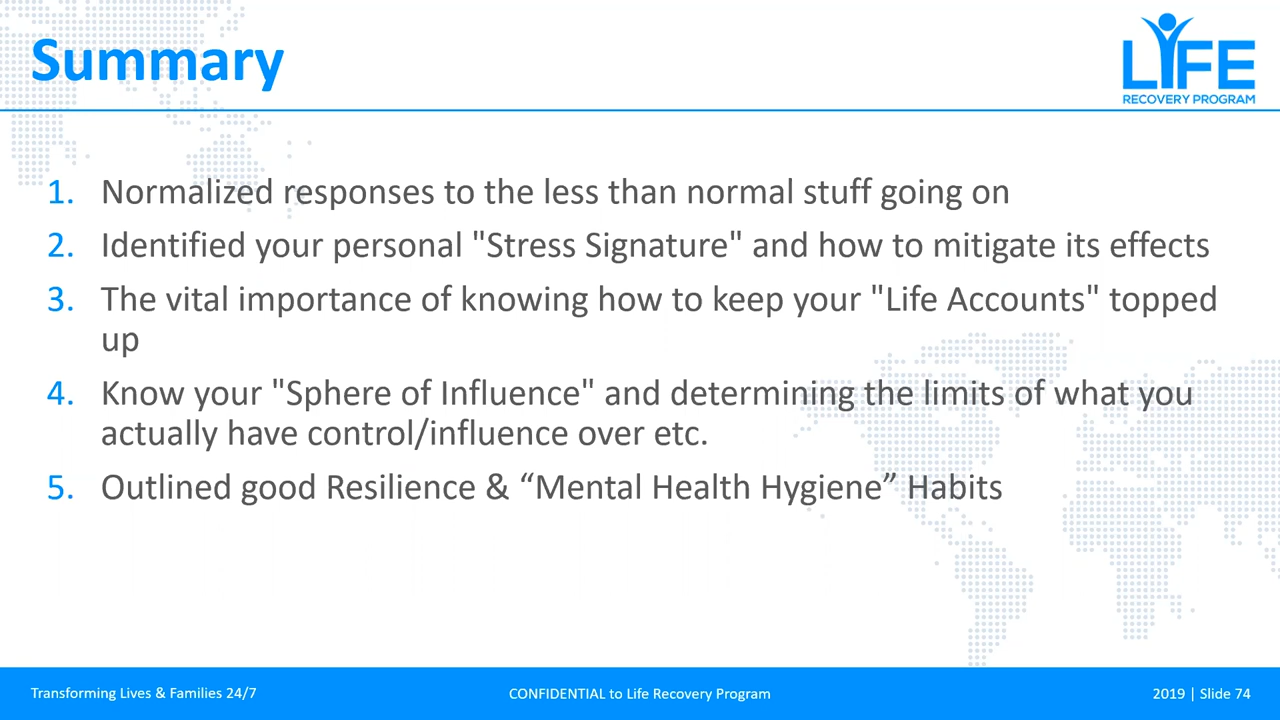 Summary
LIFE
RECOVERY PROGRAM
1. Normalized responses to the less than normal stuff going on
2. Identified your personal "Stress Signature" and how to mitigate its effects
3. The vital importance of knowing how to keep your "Life Accounts" topped
up
4. Know your "Sphere of Influence" and determining the limits of what you
actually have control/influence over etc.
5. Outlined good Resilience & “Mental Health Hygiene” Habits
Transforming Lives & Families 24/7
CONFIDENTIAL to Life Recovery Program
2019 | Slide 74